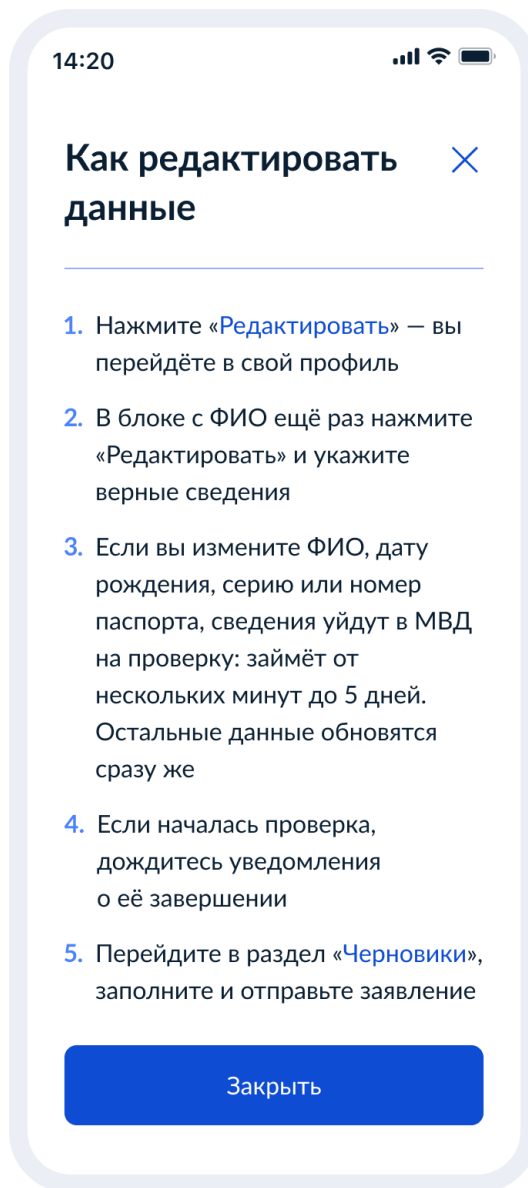 14:20
Как редактировать
данные
1. Нажмите «Редактировать» — вы
перейдёте в свой профиль
2. В блоке с ФИО ещё раз нажмите
«Редактировать» и укажите
верные сведения
3. Если вы измените ФИО, дату
рождения, серию или номер
паспорта, сведения уйдут в МВД
на проверку: займёт от
нескольких минут до 5 дней.
Остальные данные обновятся
сразу же
4. Если началась проверка,
дождитесь уведомления
о её завершении
5. Перейдите в раздел «Черновики»,
заполните и отправьте заявление
Закрыть